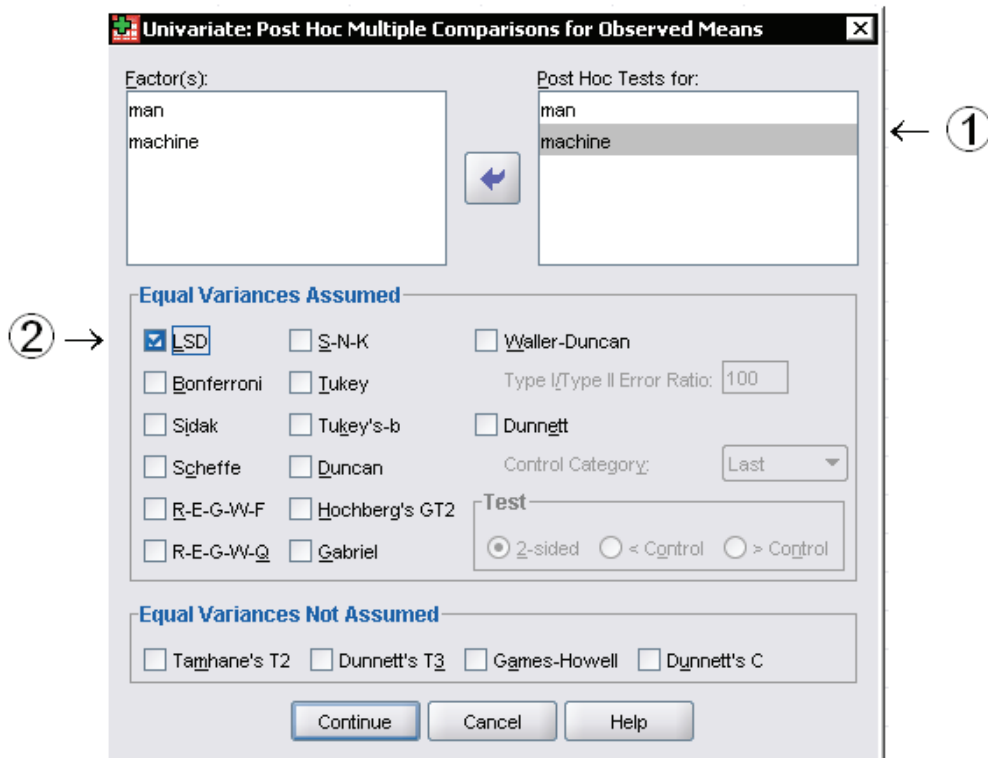 Univariate: Post Hoc Multiple Comparisons for Observed Means
Factor(s):
man
machine
Post Hoc Tests for:
man
machine
①
Equal Variances Assumed
②
LSD
S-N-K
Waller-Duncan
Bonferroni
Tukey
Type I/Type II Error Ratio: 100
Sidak
Tukey's-b
Dunnett
Scheffe
Duncan
Control Category: Last
R-E-G-W-F
Hochberg's GT2
Test
R-E-G-W-Q
Gabriel
2-sided < Control > Control
Equal Variances Not Assumed
Tamhane's T2 Dunnett's T3 Games-Howell Dunnett's C
Continue Cancel Help